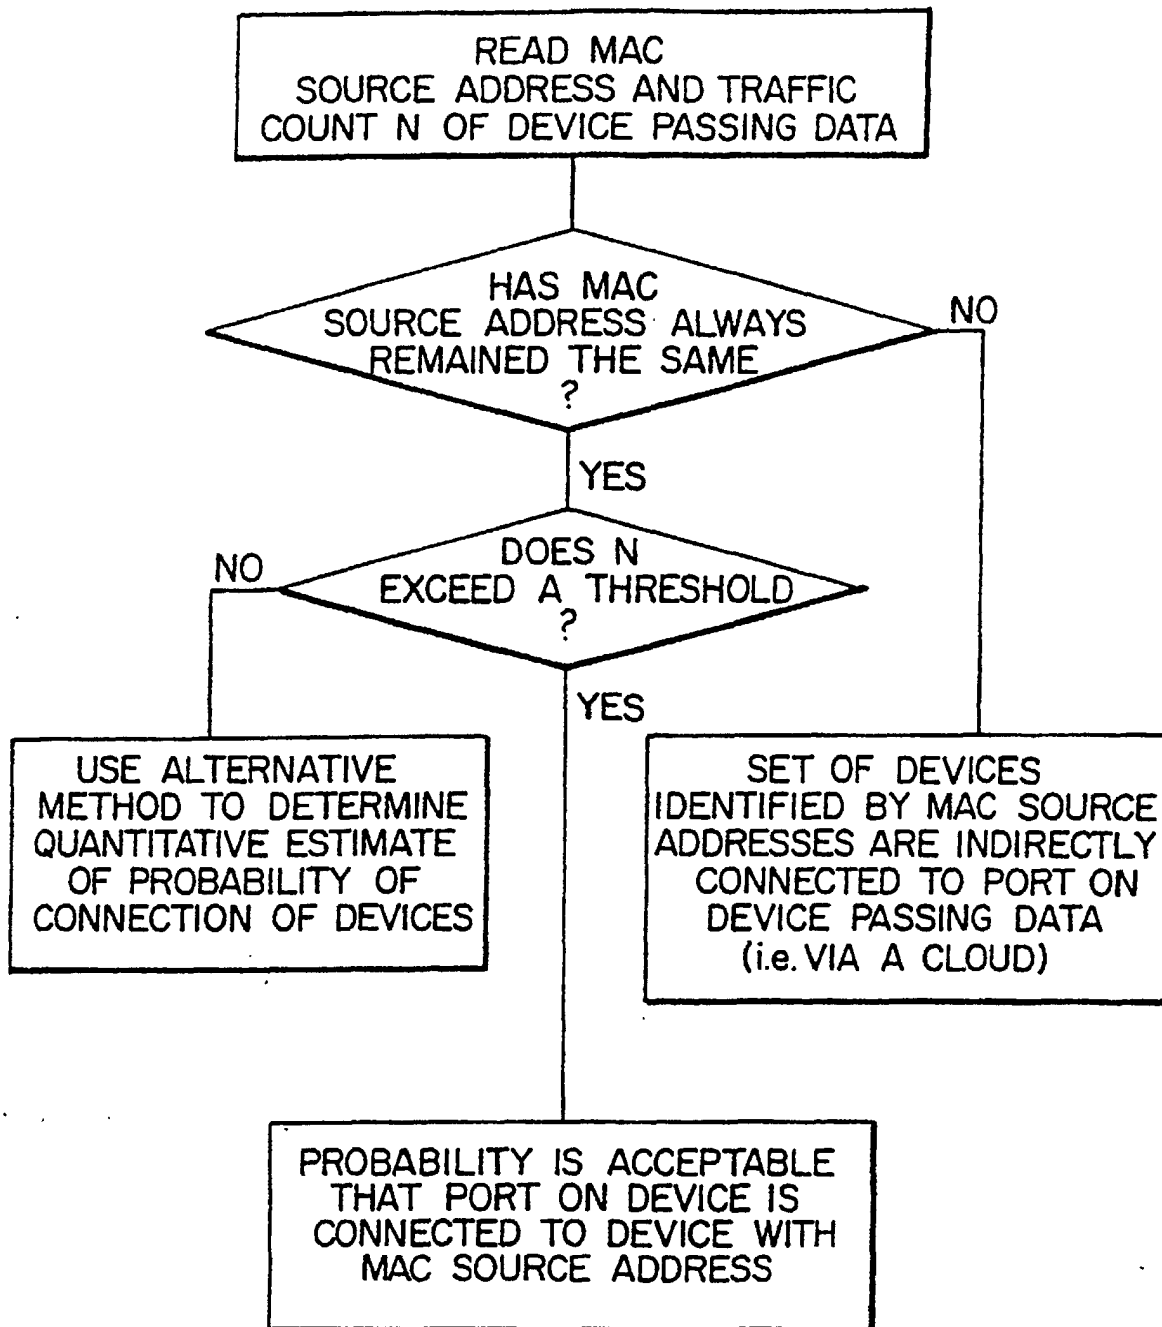 READ MAC
SOURCE ADDRESS AND TRAFFIC
COUNT N OF DEVICE PASSING DATA
HAS MAC
SOURCE ADDRESS ALWAYS
REMAINED THE SAME
?
NO
YES
DOES N
EXCEED A THRESHOLD
?
NO
YES
USE ALTERNATIVE
METHOD TO DETERMINE
QUANTITATIVE ESTIMATE
OF PROBABILITY OF
CONNECTION OF DEVICES
SET OF DEVICES
IDENTIFIED BY MAC SOURCE
ADDRESSES ARE INDIRECTLY
CONNECTED TO PORT ON
DEVICE PASSING DATA
(i.e. VIA A CLOUD)
PROBABILITY IS ACCEPTABLE
THAT PORT ON DEVICE IS
CONNECTED TO DEVICE WITH
MAC SOURCE ADDRESS